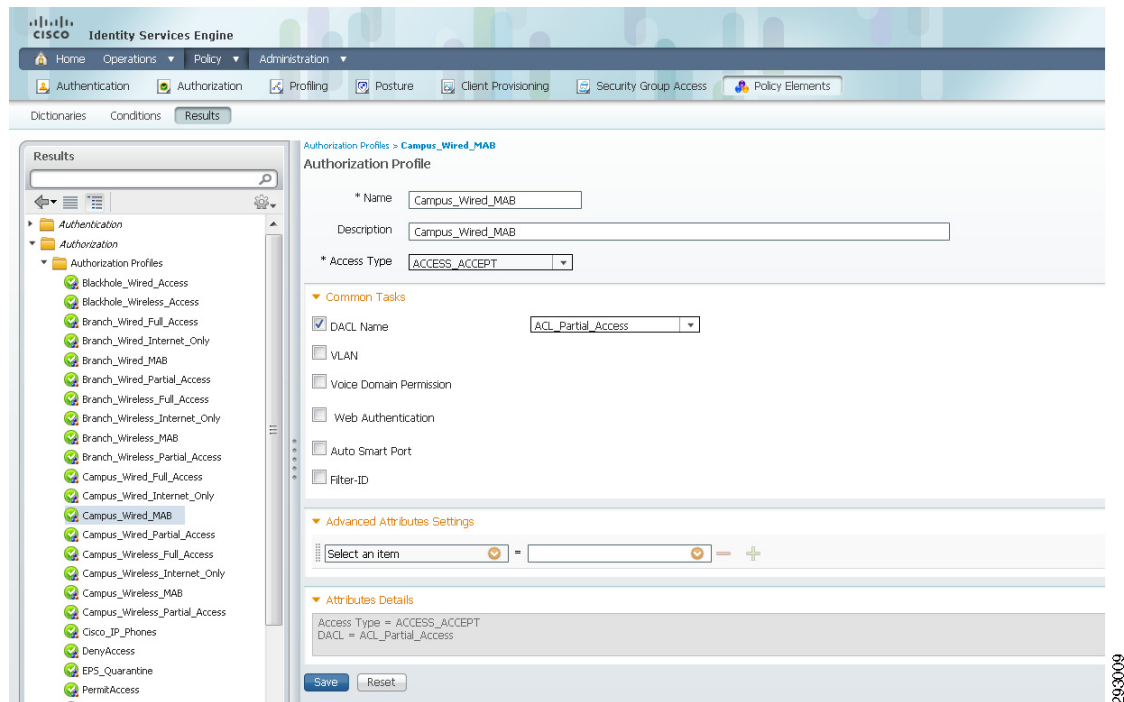 CISCO Identity Services Engine
Home Operations Policy Administration
Authentication Authorization Profiling Posture Client Provisioning Security Group Access Policy Elements
Dictionaries Conditions Results
Results
Authentication
Authorization
Authorization Profiles
Blackhole_Wired_Access
Blackhole_Wireless_Access
Branch_Wired_Full_Access
Branch_Wired_Internet_Only
Branch_Wired_MAB
Branch_Wired_Partial_Access
Branch_Wireless_Full_Access
Branch_Wireless_Internet_Only
Branch_Wireless_MAB
Branch_Wireless_Partial_Access
Campus_Wired_Full_Access
Campus_Wired_Internet_Only
Campus_Wired_MAB
Campus_Wired_Partial_Access
Campus_Wireless_Full_Access
Campus_Wireless_Internet_Only
Campus_Wireless_MAB
Campus_Wireless_Partial_Access
Cisco_IP_Phones
DenyAccess
EPS_Quarantine
PermitAccess
Authorization Profiles > Campus_Wired_MAB
Authorization Profile
* Name Campus_Wired_MAB
Description Campus_Wired_MAB
* Access Type ACCESS_ACCEPT
Common Tasks
DACL Name ACL_Partial_Access
VLAN
Voice Domain Permission
Web Authentication
Auto Smart Port
Filter-ID
Advanced Attributes Settings
Select an item =
Attributes Details
Access Type = ACCESS_ACCEPT
DACL = ACL_Partial_Access
Save Reset
293009